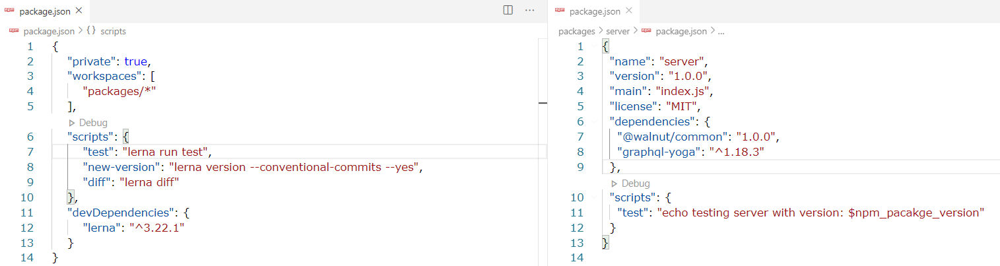 npm package.json ×
npm package.json > {} scripts
1 {
2 "private": true,
3 "workspaces": [
4 "packages/*"
5 ],
Debug
6 "scripts": {
7 "test": "lerna run test",
8 "new-version": "lerna version --conventional-commits --yes",
9 "diff": "lerna diff"
10 },
11 "devDependencies": {
12 "lerna": "^3.22.1"
13 }
14 }
npm package.json ×
packages > server > npm package.json > ...
1 {
2 "name": "server",
3 "version": "1.0.0",
4 "main": "index.js",
5 "license": "MIT",
6 "dependencies": {
7 "@walnut/common": "1.0.0",
8 "graphql-yoga": "^1.18.3"
9 },
Debug
10 "scripts": {
11 "test": "echo testing server with version: $npm_pacakge_version"
12 }
13 }
14